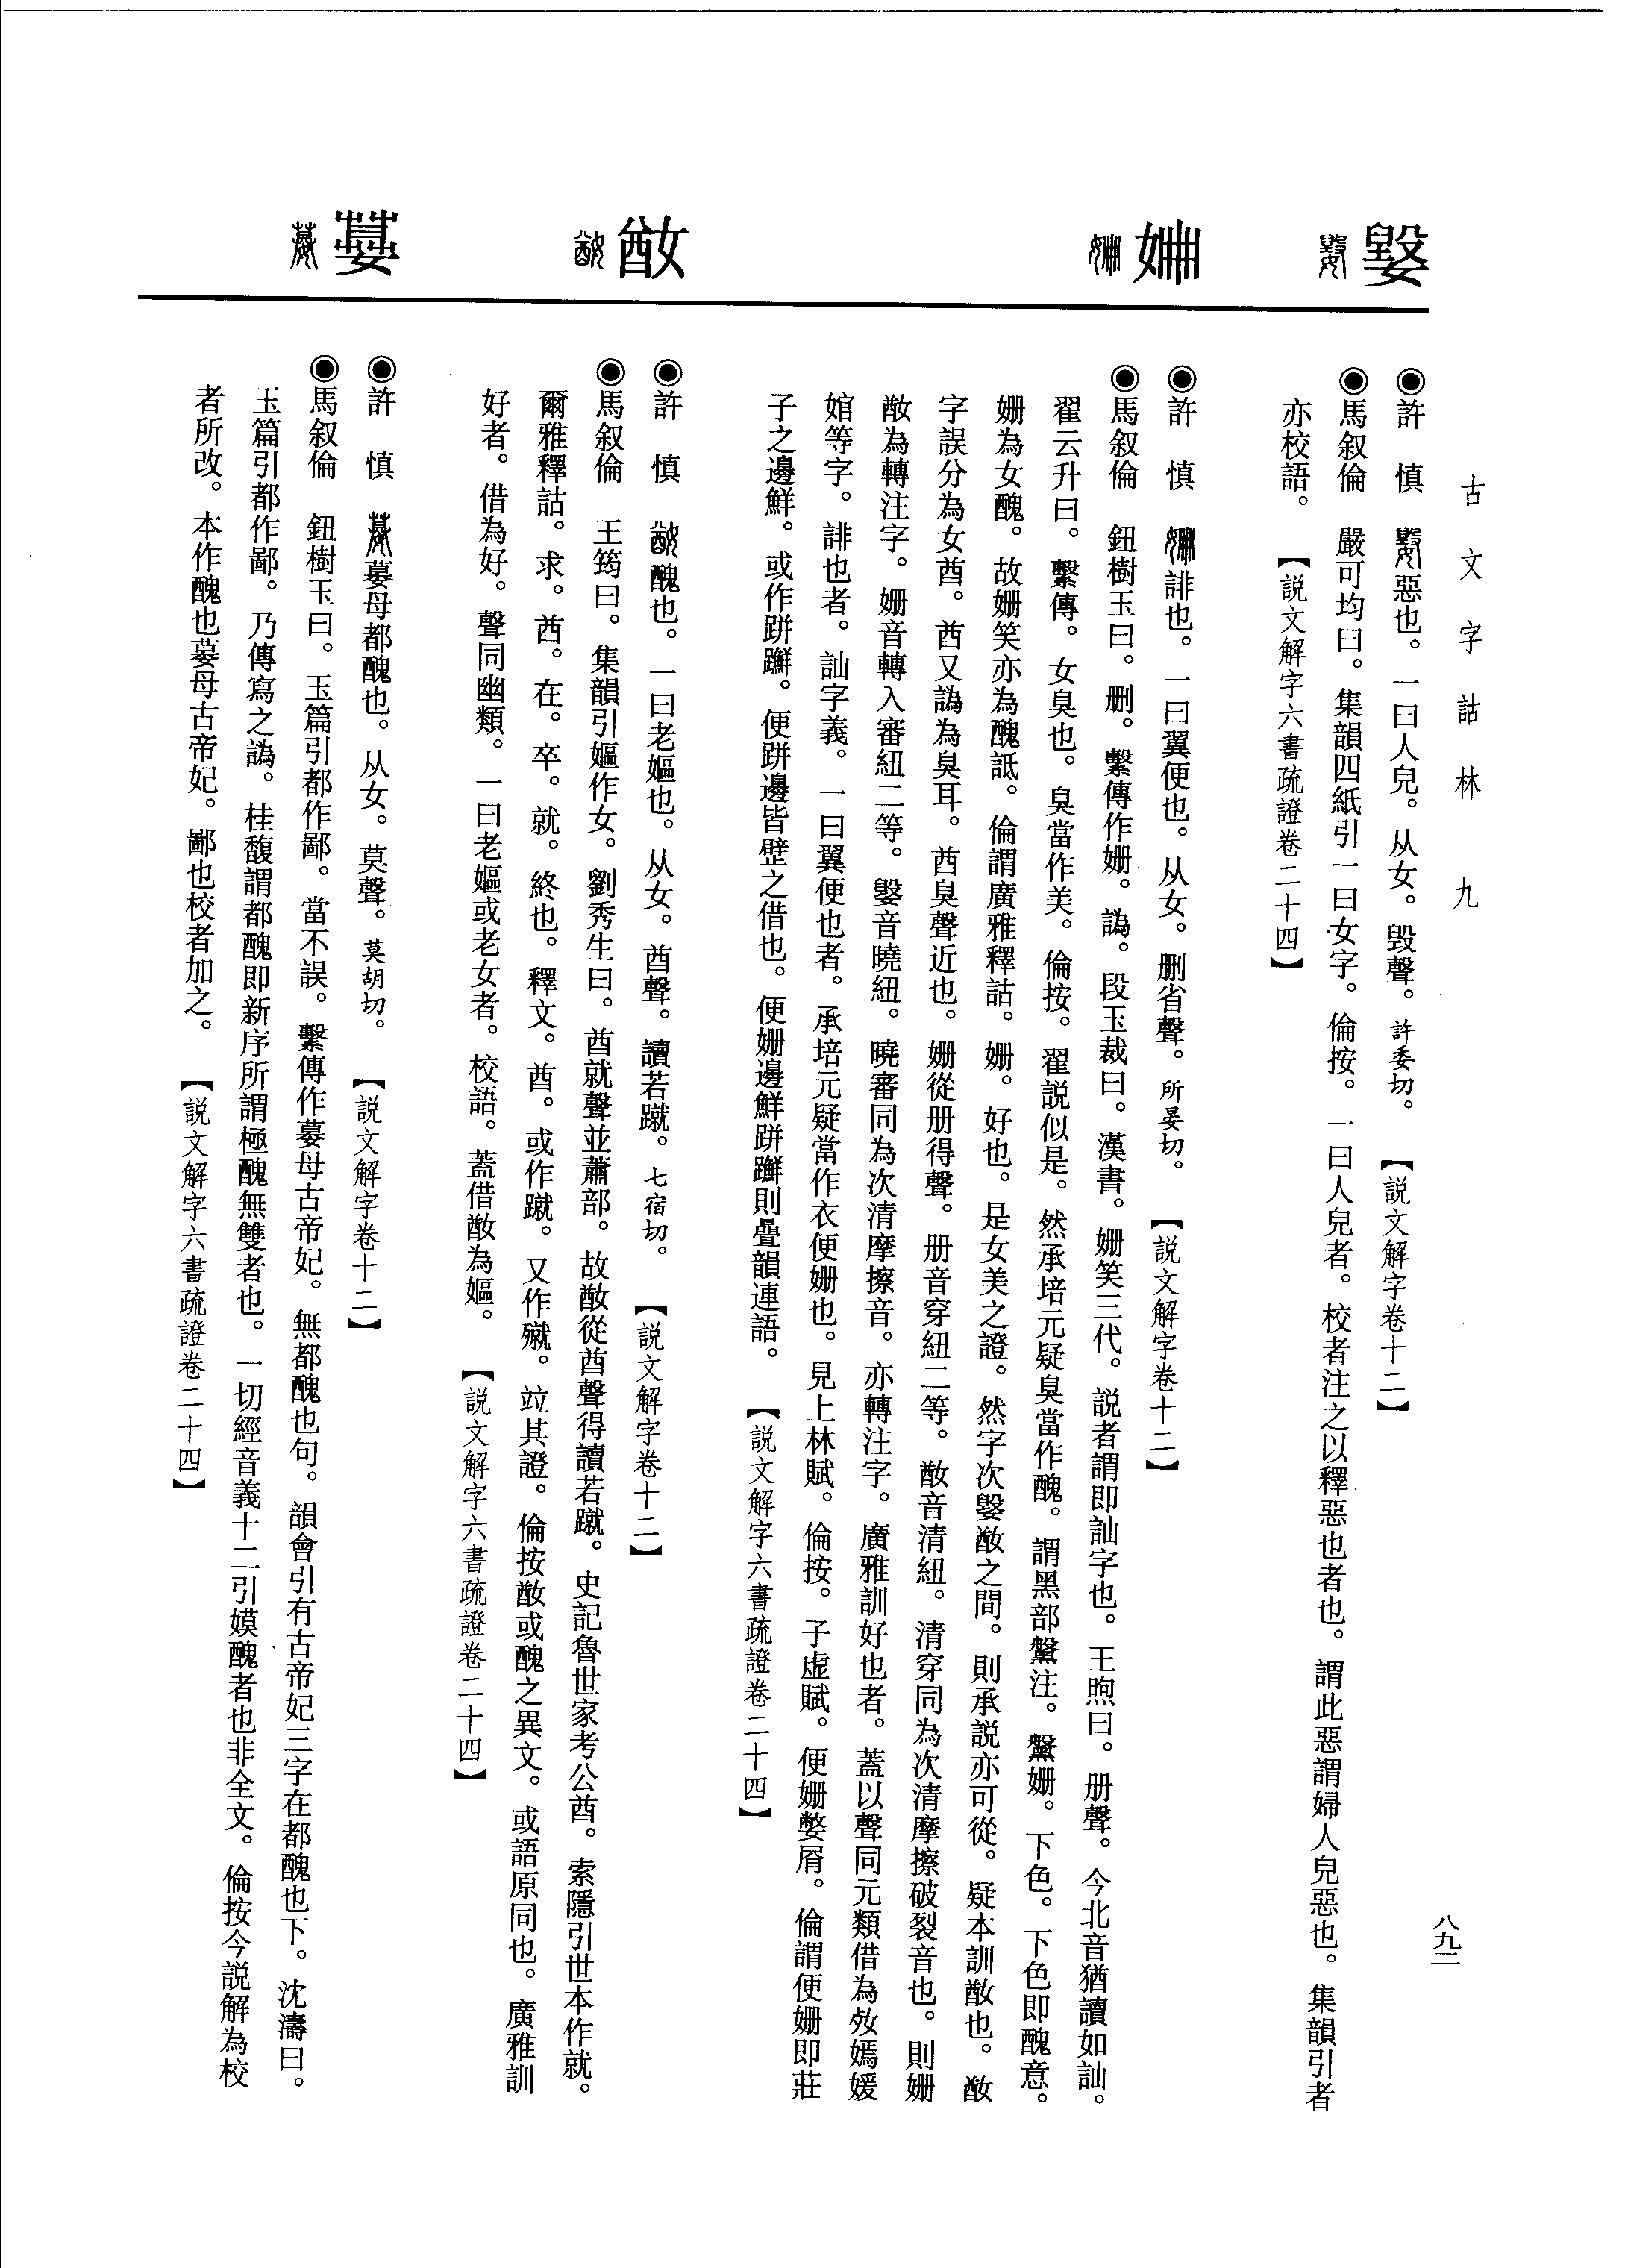 古文字詁林 九
八九二
嫛
姍
㛗
嫫
◉許 慎 惡也。一曰人皃。从女。毁聲。許委切。【説文解字卷十二】
◉馬叙倫 嚴可均曰。集韻四紙引一曰女字。倫按。一曰人皃者。校者注之以釋惡也者也。謂此惡謂婦人皃惡也。集韻引者
亦校語。【説文解字六書疏證卷二十四】
◉許 慎 誹也。一曰翼便也。从女。删省聲。所晏切。【説文解字卷十二】
◉馬叙倫 鈕樹玉曰。删。繫傳作姍。譌。段玉裁曰。漢書。姍笑三代。説者謂即訕字也。王煦曰。册聲。今北音猶讀如訕。
翟云升曰。繫傳。女臭也。臭當作美。倫按。翟説似是。然承培元疑臭當作醜。謂黑部䰅注。䰅姍。下色。下色即醜意。
姍為女醜。故姍笑亦為醜詆。倫謂廣雅釋詁。姍。好也。是女美之證。然字次嫛㛗之間。則承説亦可從。疑本訓㛗也。㛗
字誤分為女酋。酋又譌為臭耳。酋臭聲近也。姍從册得聲。册音穿紐二等。㛗音清紐。清穿同為次清摩擦破裂音也。則姍
㛗為轉注字。姍音轉入審紐二等。嫛音曉紐。曉審同為次清摩擦音。亦轉注字。廣雅訓好也者。蓋以聲同元類借為奻嫣媛
婠等字。誹也者。訕字義。一曰翼便也者。承培元疑當作衣便姍也。見上林賦。倫按。子虚賦。便姍嫳屑。倫謂便姍即莊
子之邊鮮。或作跰𨇤。便跰邊皆壁之借也。便姍邊鮮跰𨇤則疊韻連語。【説文解字六書疏證卷二十四】
◉許 慎 醜也。一曰老嫗也。从女。酋聲。讀若蹴。七宿切。【説文解字卷十二】
◉馬叙倫 王筠曰。集韻引嫗作女。劉秀生曰。酋就聲並蕭部。故㛗從酋聲得讀若蹴。史記魯世家考公酋。索隱引世本作就。
爾雅釋詁。求。酋。在。卒。就。終也。釋文。酋。或作蹴。又作殧。竝其證。倫按㛗或醜之異文。或語原同也。廣雅訓
好者。借為好。聲同幽類。一曰老嫗或老女者。校語。蓋借㛗為嫗。【説文解字六書疏證卷二十四】
◉許 慎 嫫母都醜也。从女。莫聲。莫胡切。【説文解字卷十二】
◉馬叙倫 鈕樹玉曰。玉篇引都作鄙。當不誤。繫傳作嫫母古帝妃。無都醜也句。韻會引有古帝妃三字在都醜也下。沈濤曰。
玉篇引都作鄙。乃傳寫之譌。桂馥謂都醜即新序所謂極醜無雙者也。一切經音義十二引嫫醜者也非全文。倫按今説解為校
者所改。本作醜也嫫母古帝妃。鄙也校者加之。【説文解字六書疏證卷二十四】